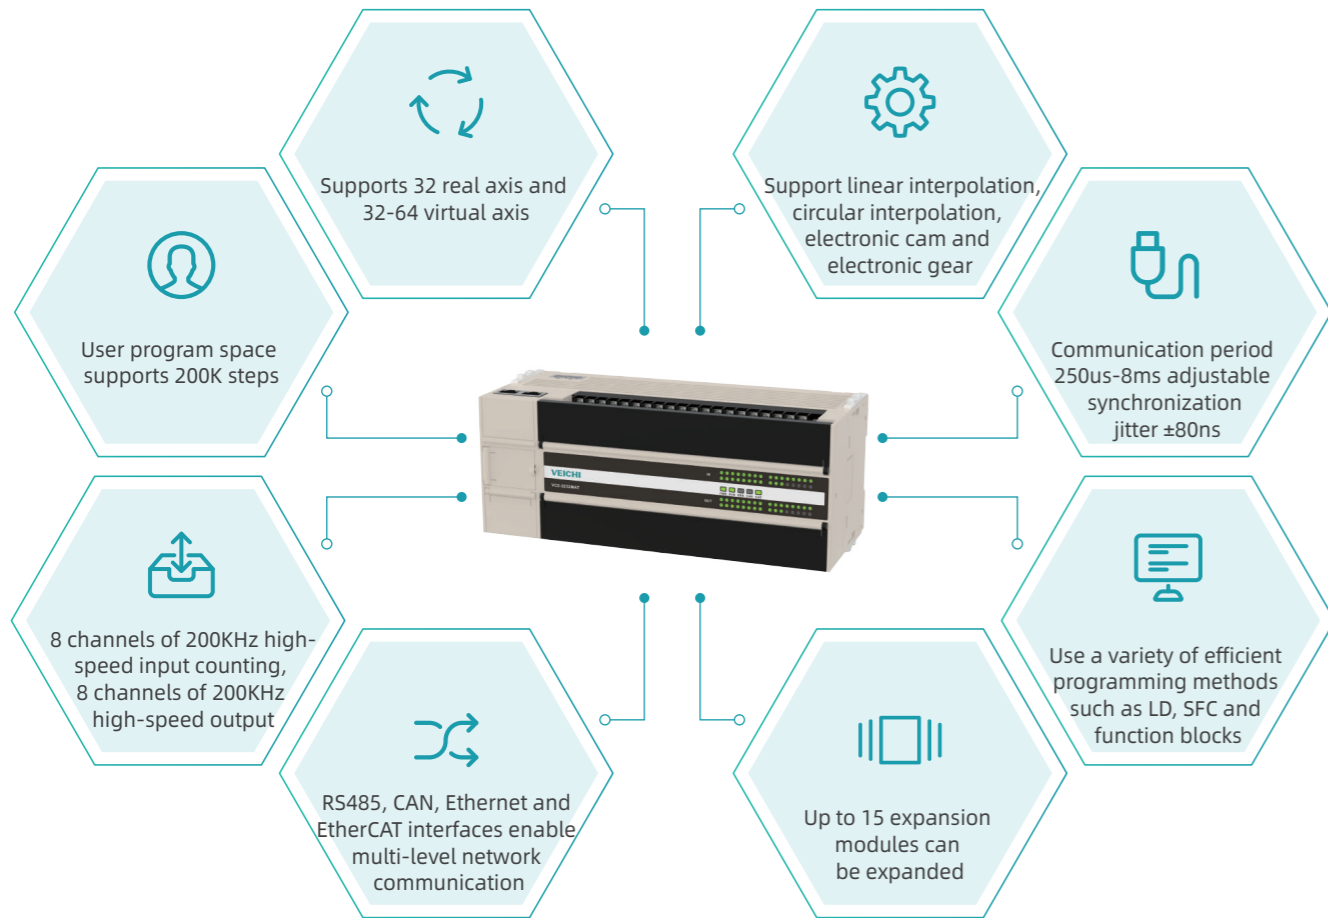 Supports 32 real axis and
32-64 virtual axis
Support linear interpolation,
circular interpolation,
electronic cam and
electronic gear
User program space
supports 200K steps
Communication period
250us-8ms adjustable
synchronization
jitter ±80ns
VEICHI
IN
OUT
8 channels of 200KHz high-
speed input counting,
8 channels of 200KHz
high-speed output
Use a variety of efficient
programming methods
such as LD, SFC and
function blocks
RS485, CAN, Ethernet and
EtherCAT interfaces enable
multi-level network
communication
Up to 15 expansion
modules can
be expanded